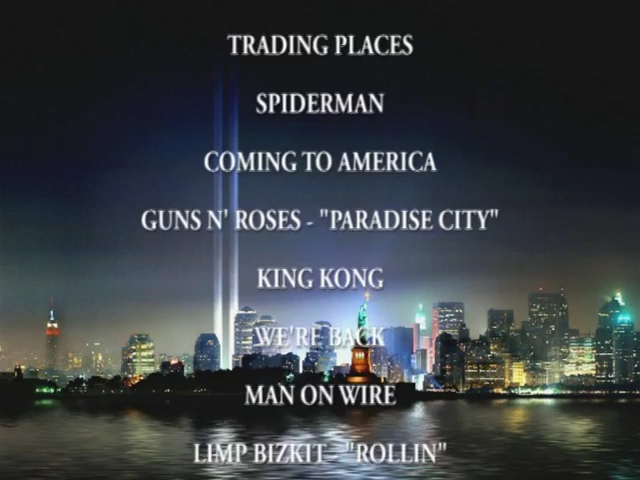 TRADING PLACES
SPIDERMAN
COMING TO AMERICA
GUNS N' ROSES - "PARADISE CITY"
KING KONG
WE'RE BACK
MAN ON WIRE
LIMP BIZKIT - "ROLLIN"